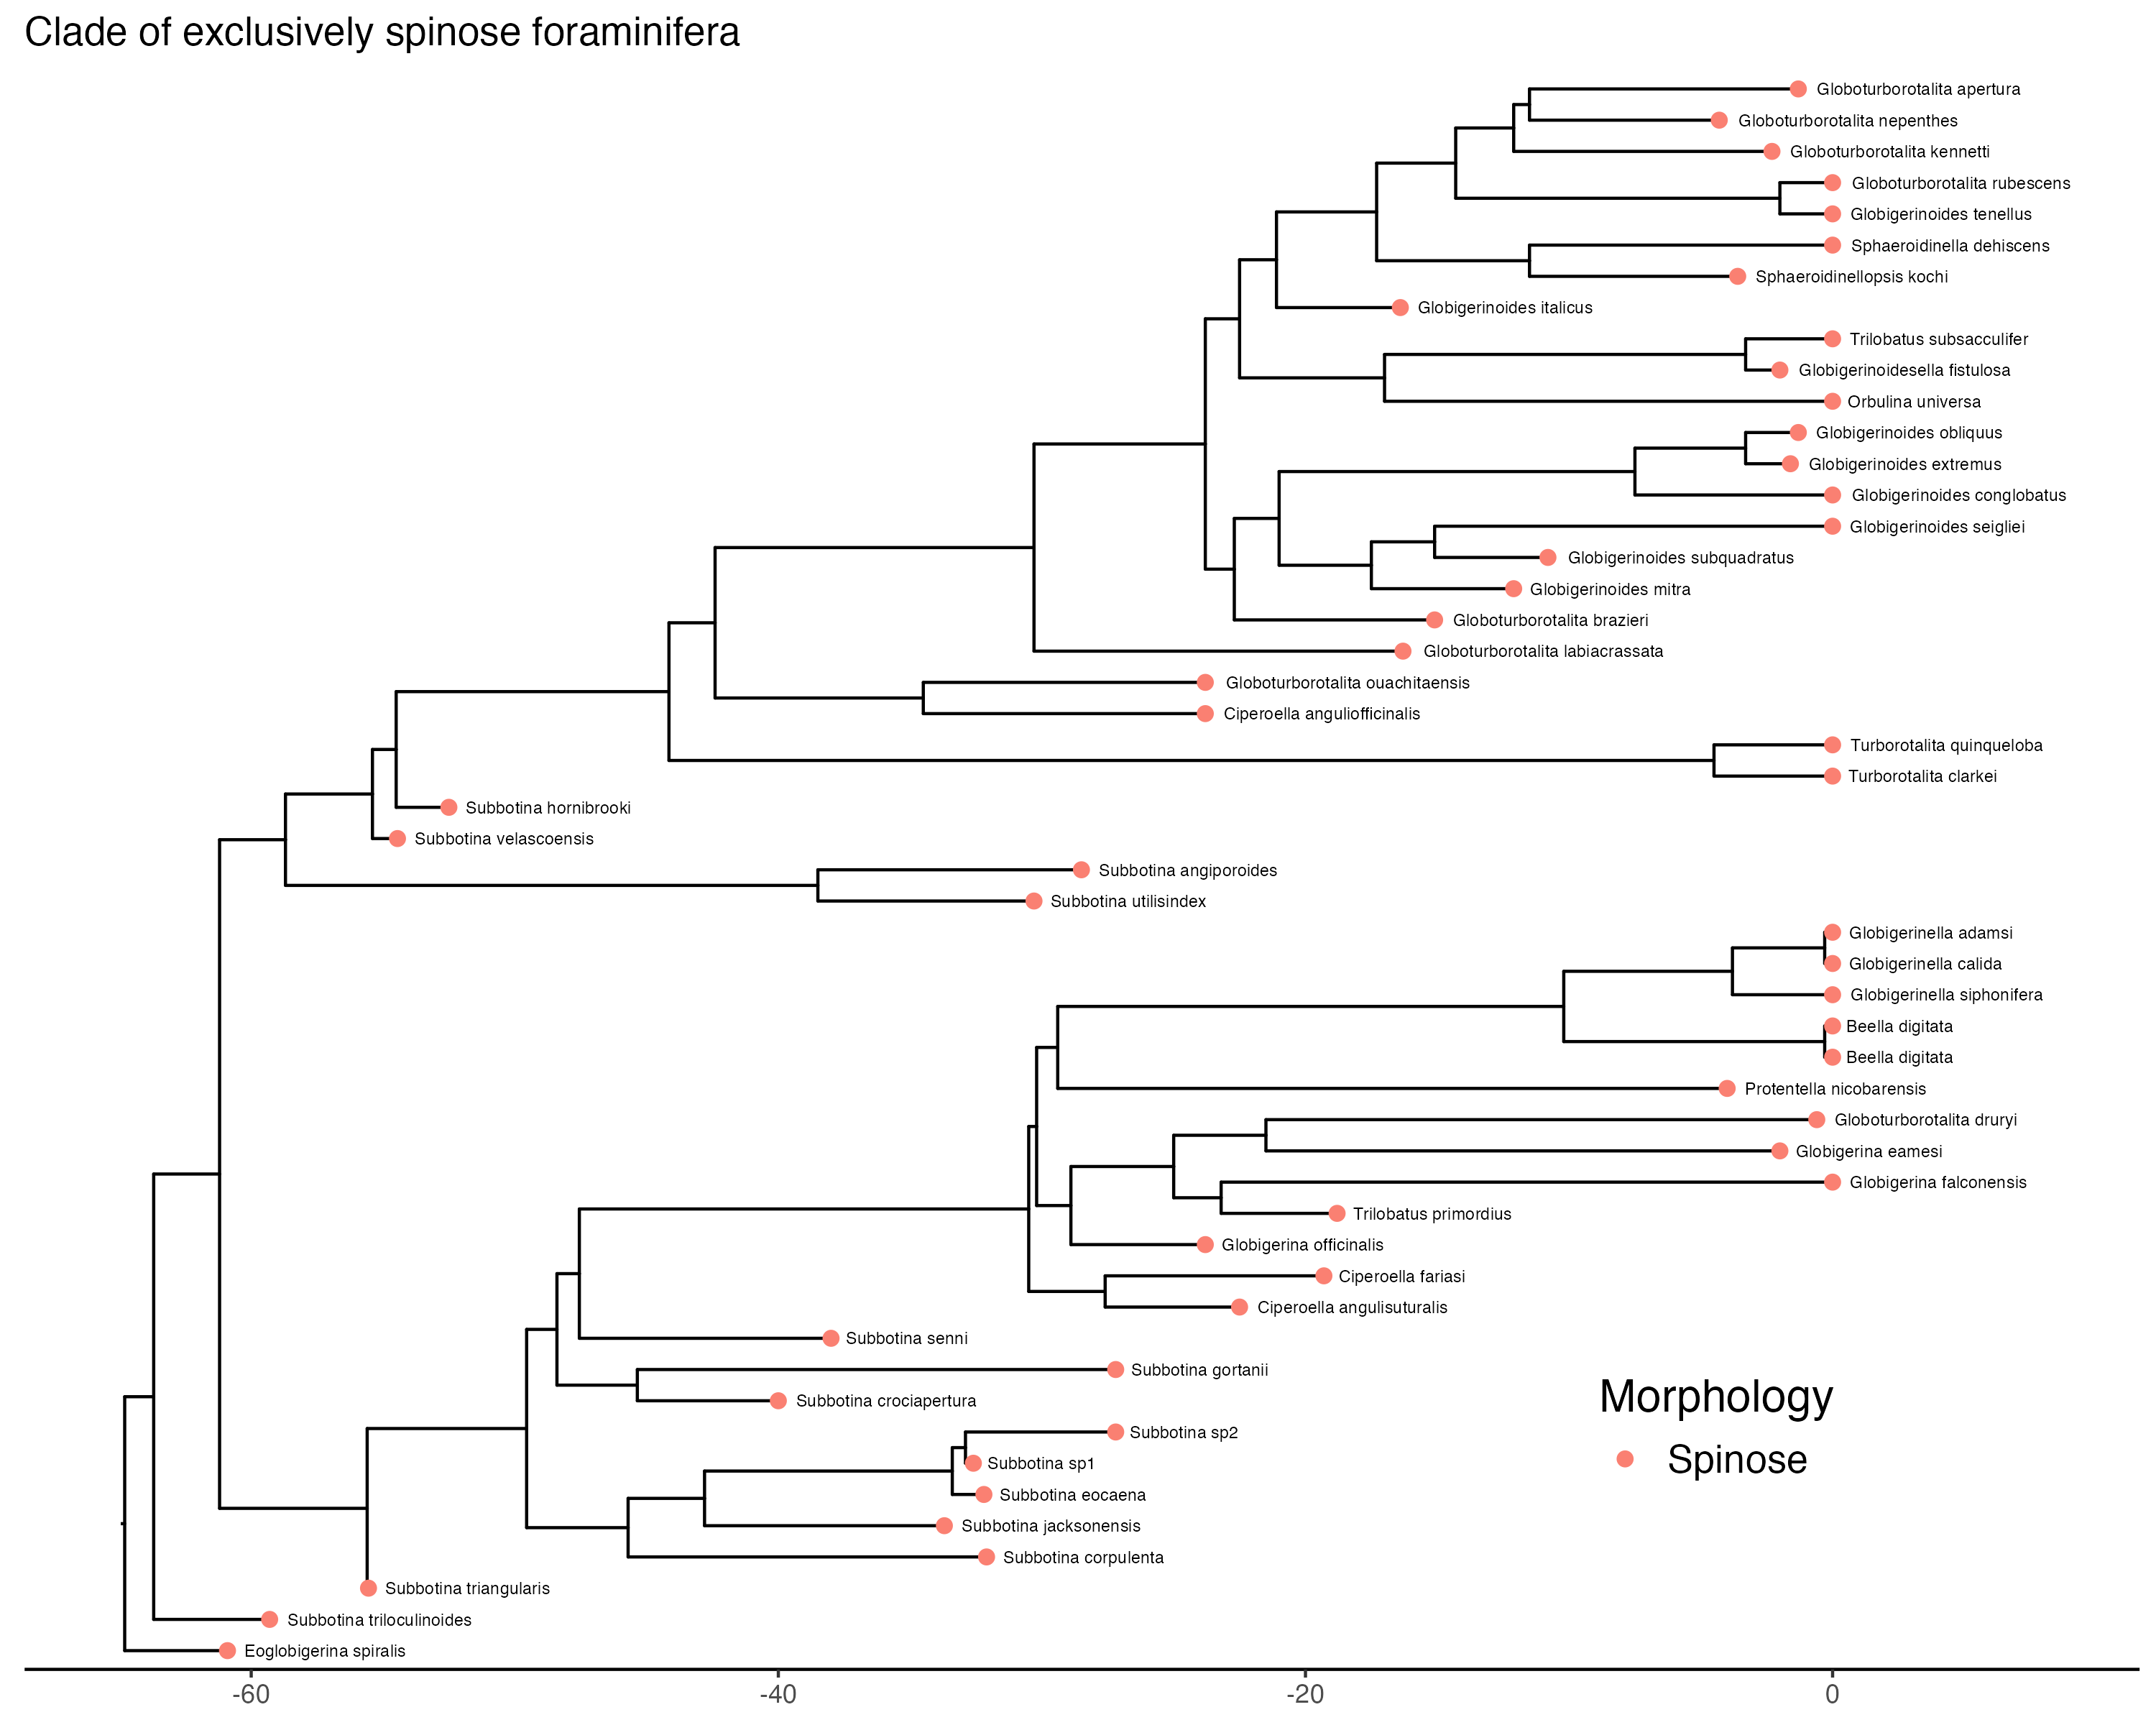 Clade of exclusively spinose foraminifera
Globoturborotalita apertura
Globoturborotalita nepenthes
Globoturborotalita kennetti
Globoturborotalita rubescens
Globigerinoides tenellus
Sphaeroidinella dehiscens
Sphaeroidinellopsis kochi
Globigerinoides italicus
Trilobatus subsacculifer
Globigerinoidesella fistulosa
Orbulina universa
Globigerinoides obliquus
Globigerinoides extremus
Globigerinoides conglobatus
Globigerinoides seigliei
Globigerinoides subquadratus
Globigerinoides mitra
Globoturborotalita brazieri
Globoturborotalita labiacrassata
Globoturborotalita ouachitaensis
Ciperoella anguliofficinalis
Turborotalita quinqueloba
Turborotalita clarkei
Subbotina hornibrooki
Subbotina velascoensis
Subbotina angiporoides
Subbotina utilisindex
Globigerinella adamsi
Globigerinella calida
Globigerinella siphonifera
Beella digitata
Beella digitata
Protentella nicobarensis
Globoturborotalita druryi
Globigerina eamesi
Globigerina falconensis
Trilobatus primordius
Globigerina officinalis
Ciperoella fariasi
Ciperoella angulisuturalis
Subbotina senni
Subbotina gortanii
Subbotina crociapertura
Subbotina sp2
Subbotina sp1
Subbotina eocaena
Subbotina jacksonensis
Subbotina corpulenta
Subbotina triangularis
Subbotina triloculinoides
Eoglobigerina spiralis
Morphology
Spinose
-60 -40 -20 0